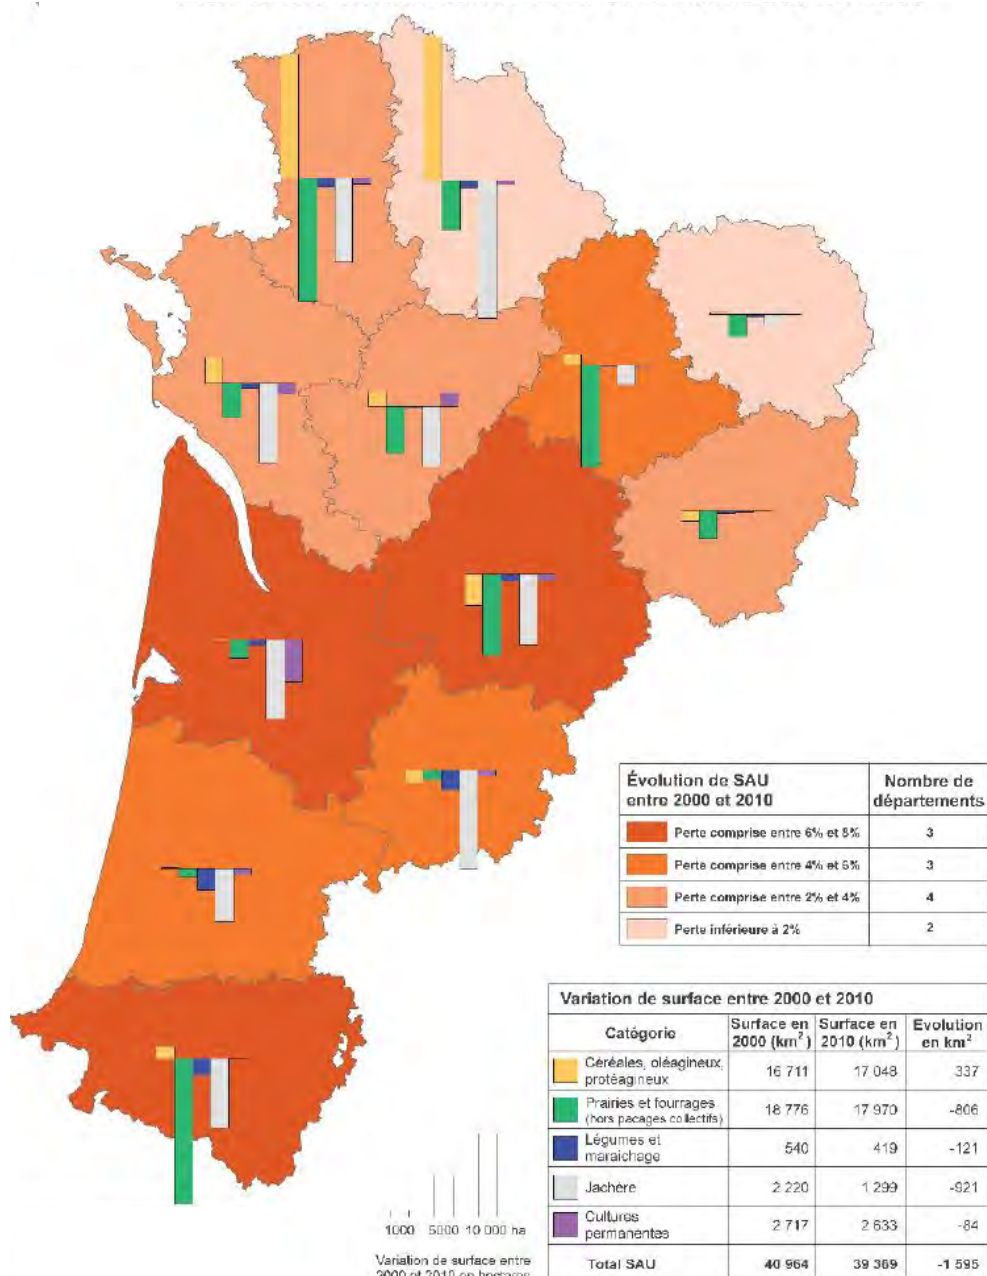 Évolution de SAU entre 2000 et 2010
Nombre de départements
Perte comprise entre 6% et 8% 3
Perte comprise entre 4% et 6% 3
Perte comprise entre 2% et 4% 4
Perte inférieure à 2% 2
Variation de surface entre 2000 et 2010
Catégorie
Surface en 2000 (km²)
Surface en 2010 (km²)
Evolution en km²
Céréales, oléagineux, protéagineux 16 711 17 048 337
Prairies et fourrages (hors pacages collectifs) 18 776 17 970 -806
Légumes et maraichage 540 419 -121
Jachère 2 220 1 299 -921
Cultures permanentes 2 717 2 633 -84
Total SAU 40 964 39 369 -1 595
1000 5000 10 000 ha
Variation de surface entre
2000 et 2010 en hectares